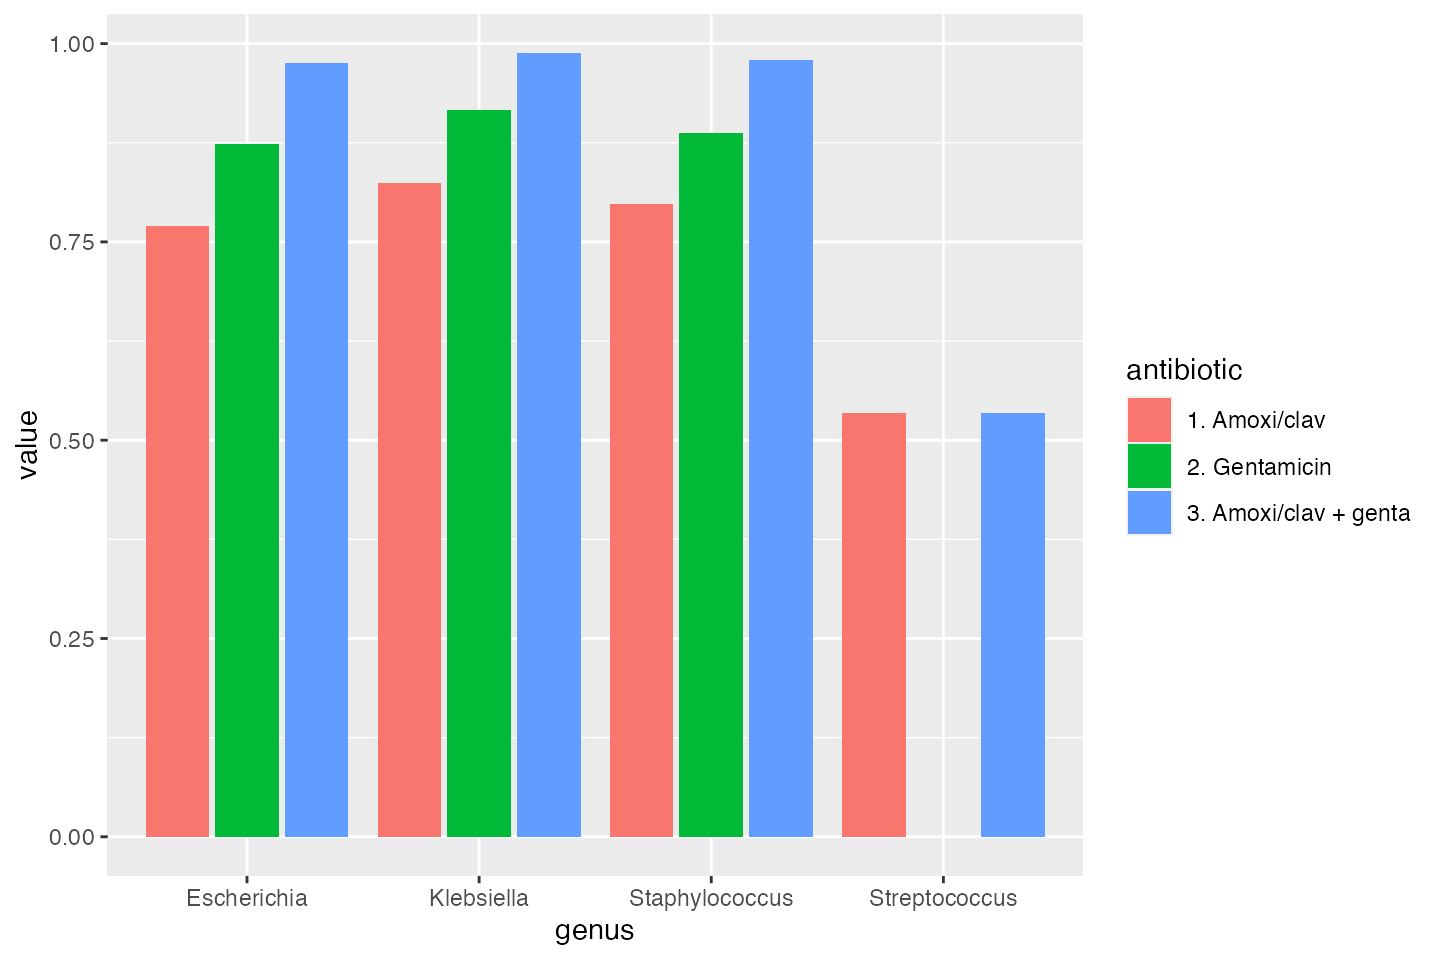 1.00
0.75
0.50
0.25
0.00
value
Escherichia Klebsiella Staphylococcus Streptococcus
genus
antibiotic
1. Amoxi/clav
2. Gentamicin
3. Amoxi/clav + genta